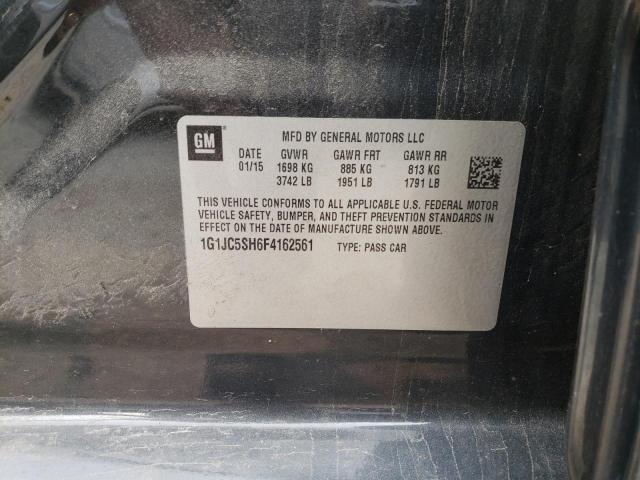 GM
MFD BY GENERAL MOTORS LLC
DATE GVWR GAWR FRT GAWR RR
01/15 1698 KG 885 KG 813 KG
3742 LB 1951 LB 1791 LB
THIS VEHICLE CONFORMS TO ALL APPLICABLE U.S. FEDERAL MOTOR
VEHICLE SAFETY, BUMPER, AND THEFT PREVENTION STANDARDS IN
EFFECT ON THE DATE OF MANUFACTURE SHOWN ABOVE.
1G1JC5SH6F4162561 TYPE: PASS CAR